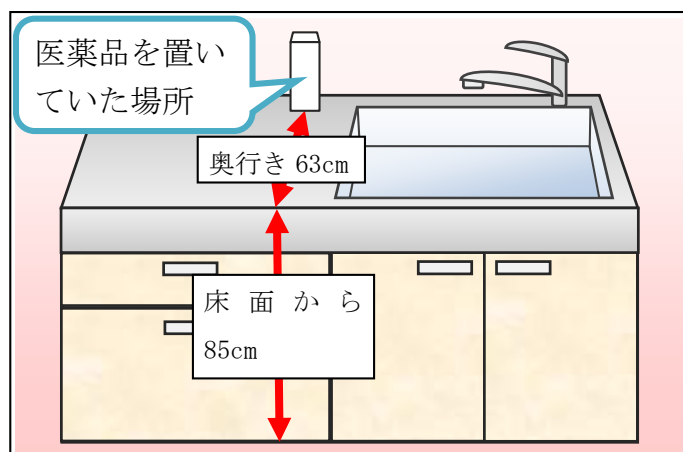 医薬品を置い
ていた場所
奥行き 63cm
床面から
85cm